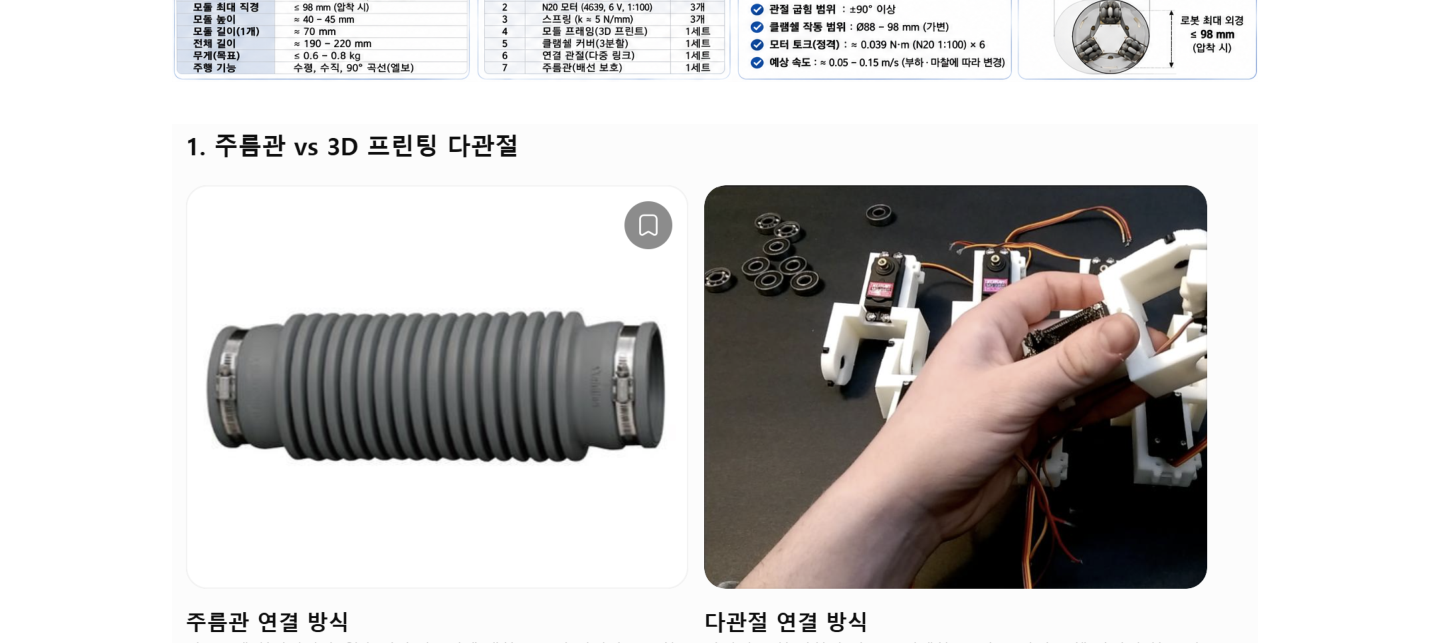 모듈 최대 직경 ≤ 98 mm (압착 시)
모듈 높이 ≈ 40 – 45 mm
모듈 길이(1개) ≈ 70 mm
전체 길이 ≈ 190 – 220 mm
무게(목표) ≤ 0.6 – 0.8 kg
주행 기능 수평, 수직, 90° 곡선(엘보)
2 N20 모터 (4639, 6 V, 1:100) 3개
3 스프링 (k ≈ 5 N/mm) 3개
4 모듈 프레임(3D 프린트) 1세트
5 클램쉘 커버(3분할) 1세트
6 연결 관절(다중 링크) 1세트
7 주름관(배선 보호) 1세트
관절 굽힘 범위 : ±90° 이상
클램쉘 작동 범위 : Ø88 – 98 mm (가변)
모터 토크(정격) : ≈ 0.039 N·m (N20 1:100) × 6
예상 속도 : ≈ 0.05 – 0.15 m/s (부하·마찰에 따라 변경)
로봇 최대 외경
≤ 98 mm
(압착 시)
1. 주름관 vs 3D 프린팅 다관절
주름관 연결 방식
다관절 연결 방식